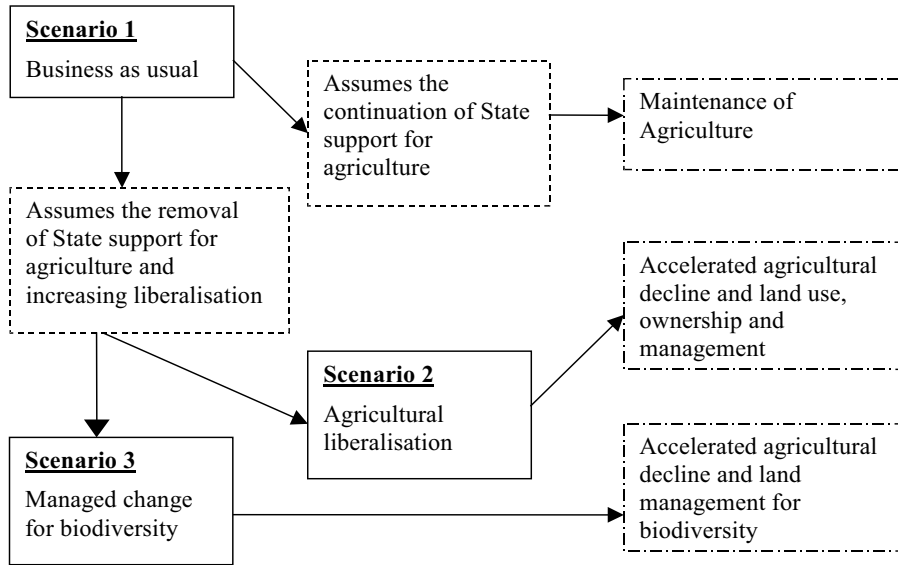 Scenario 1
Business as usual
Assumes the
continuation of State
support for
agriculture
Maintenance of
Agriculture
Assumes the removal
of State support for
agriculture and
increasing liberalisation
Accelerated agricultural
decline and land use,
ownership and
management
Scenario 2
Agricultural
liberalisation
Scenario 3
Managed change
for biodiversity
Accelerated agricultural
decline and land
management for
biodiversity